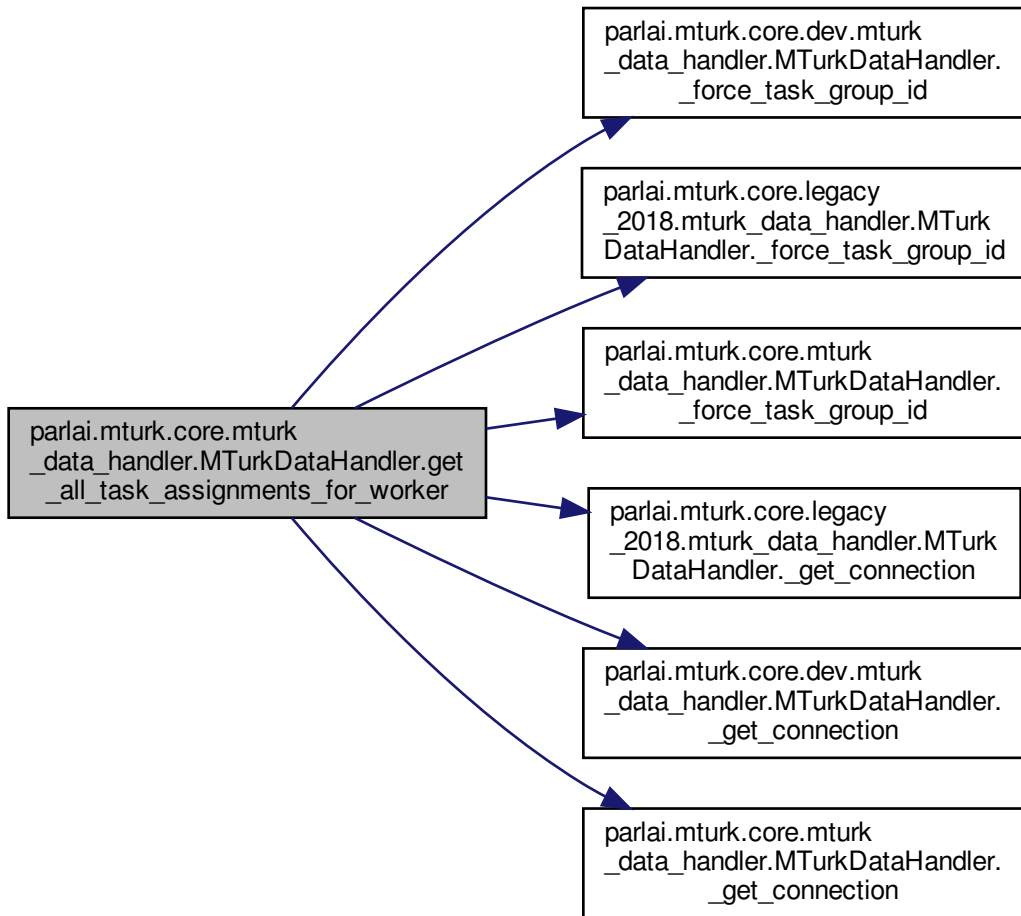 parlai.mturk.core.dev.mturk
_data_handler.MTurkDataHandler.
_force_task_group_id
parlai.mturk.core.legacy
_2018.mturk_data_handler.MTurk
DataHandler._force_task_group_id
parlai.mturk.core.mturk
_data_handler.MTurkDataHandler.
_force_task_group_id
parlai.mturk.core.mturk
_data_handler.MTurkDataHandler.get
_all_task_assignments_for_worker
parlai.mturk.core.legacy
_2018.mturk_data_handler.MTurk
DataHandler._get_connection
parlai.mturk.core.dev.mturk
_data_handler.MTurkDataHandler.
_get_connection
parlai.mturk.core.mturk
_data_handler.MTurkDataHandler.
_get_connection